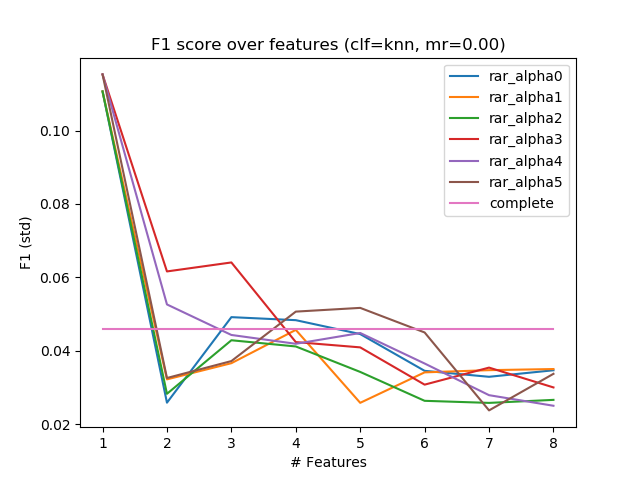 F1 score over features (clf=knn, mr=0.00)
rar_alpha0
rar_alpha1
rar_alpha2
rar_alpha3
rar_alpha4
rar_alpha5
complete
F1 (std)
0.10
0.08
0.06
0.04
0.02
1 2 3 4 5 6 7 8
# Features